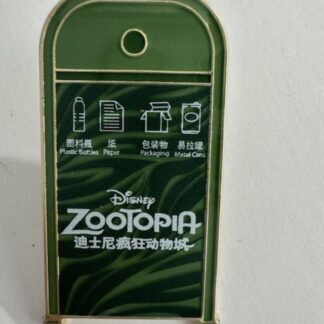 塑料瓶 纸 包装物 易拉罐
Plastic Bottles Paper Packaging Metal Cans
Disney
ZOOTOPIA
迪士尼疯狂动物城